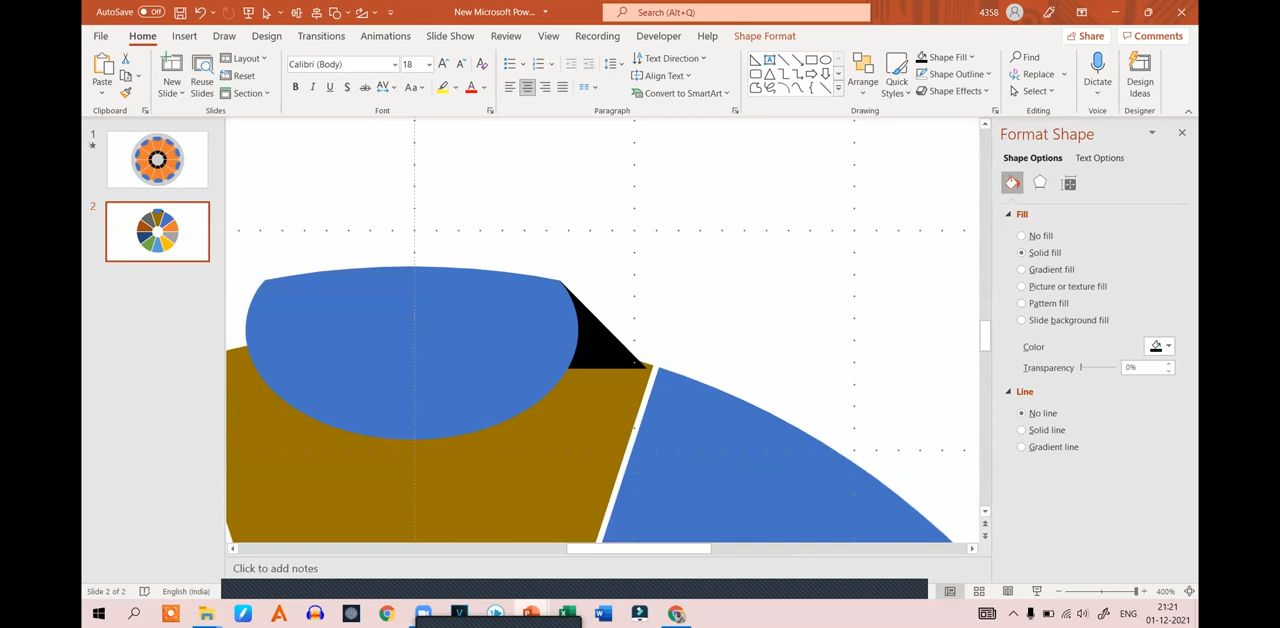 AutoSave Off New Microsoft Pow... Search (Alt+Q) 4358
File Home Insert Draw Design Transitions Animations Slide Show Review View Recording Developer Help Shape Format Share Comments
Paste New Slide Reuse Slides Layout Reset Section
Calibri (Body) 18 A A A
B I U S ab AV Aa A
Text Direction Align Text Convert to SmartArt
Arrange Quick Styles Shape Fill Shape Outline Shape Effects
Find Replace Select Dictate Design Ideas
Clipboard Slides Font Paragraph Drawing Editing Voice Designer
1
2
Format Shape
Shape Options Text Options
Fill
No fill
Solid fill
Gradient fill
Picture or texture fill
Pattern fill
Slide background fill
Color
Transparency 0%
Line
No line
Solid line
Gradient line
Click to add notes
Slide 2 of 2 English (India) 400%
ENG 21:21
01-12-2021